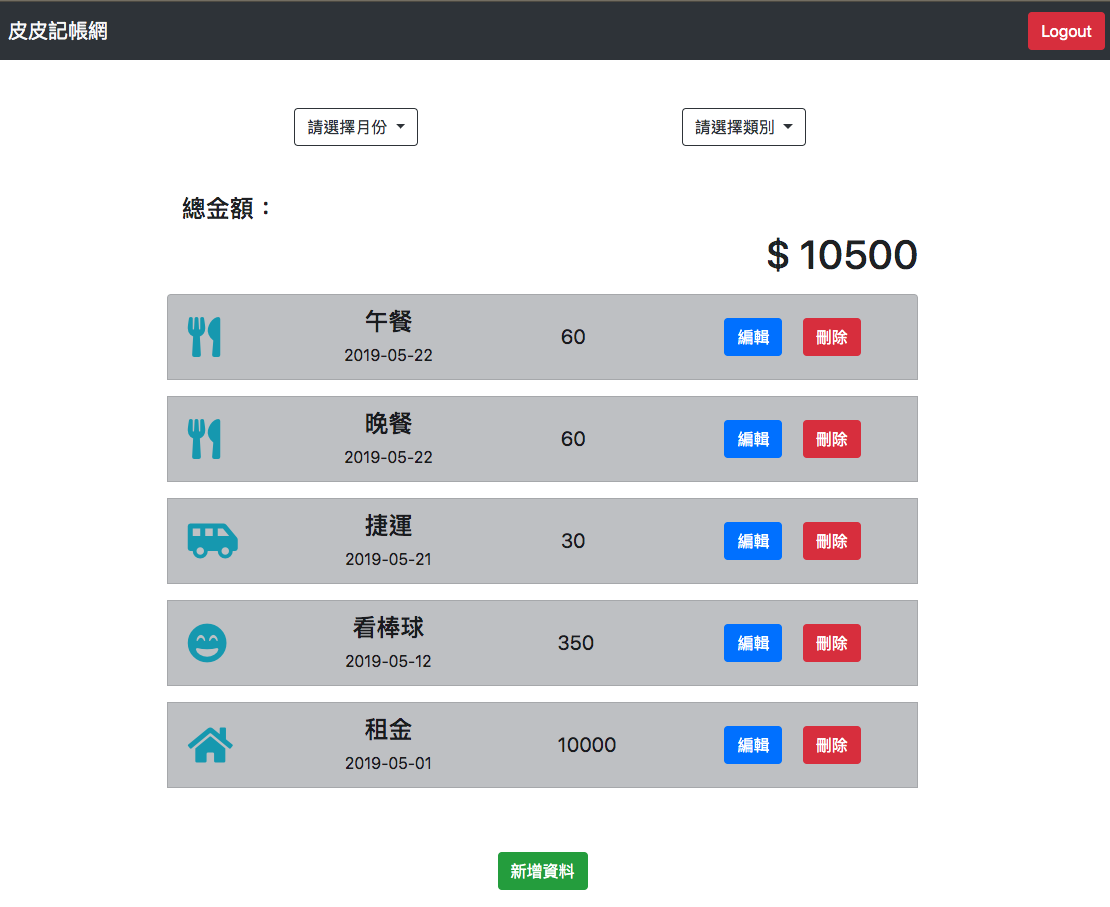 皮皮記帳網
Logout
請選擇月份
請選擇類別
總金額：
$ 10500
午餐
2019-05-22
60
編輯
刪除
晚餐
2019-05-22
60
編輯
刪除
捷運
2019-05-21
30
編輯
刪除
看棒球
2019-05-12
350
編輯
刪除
租金
2019-05-01
10000
編輯
刪除
新增資料